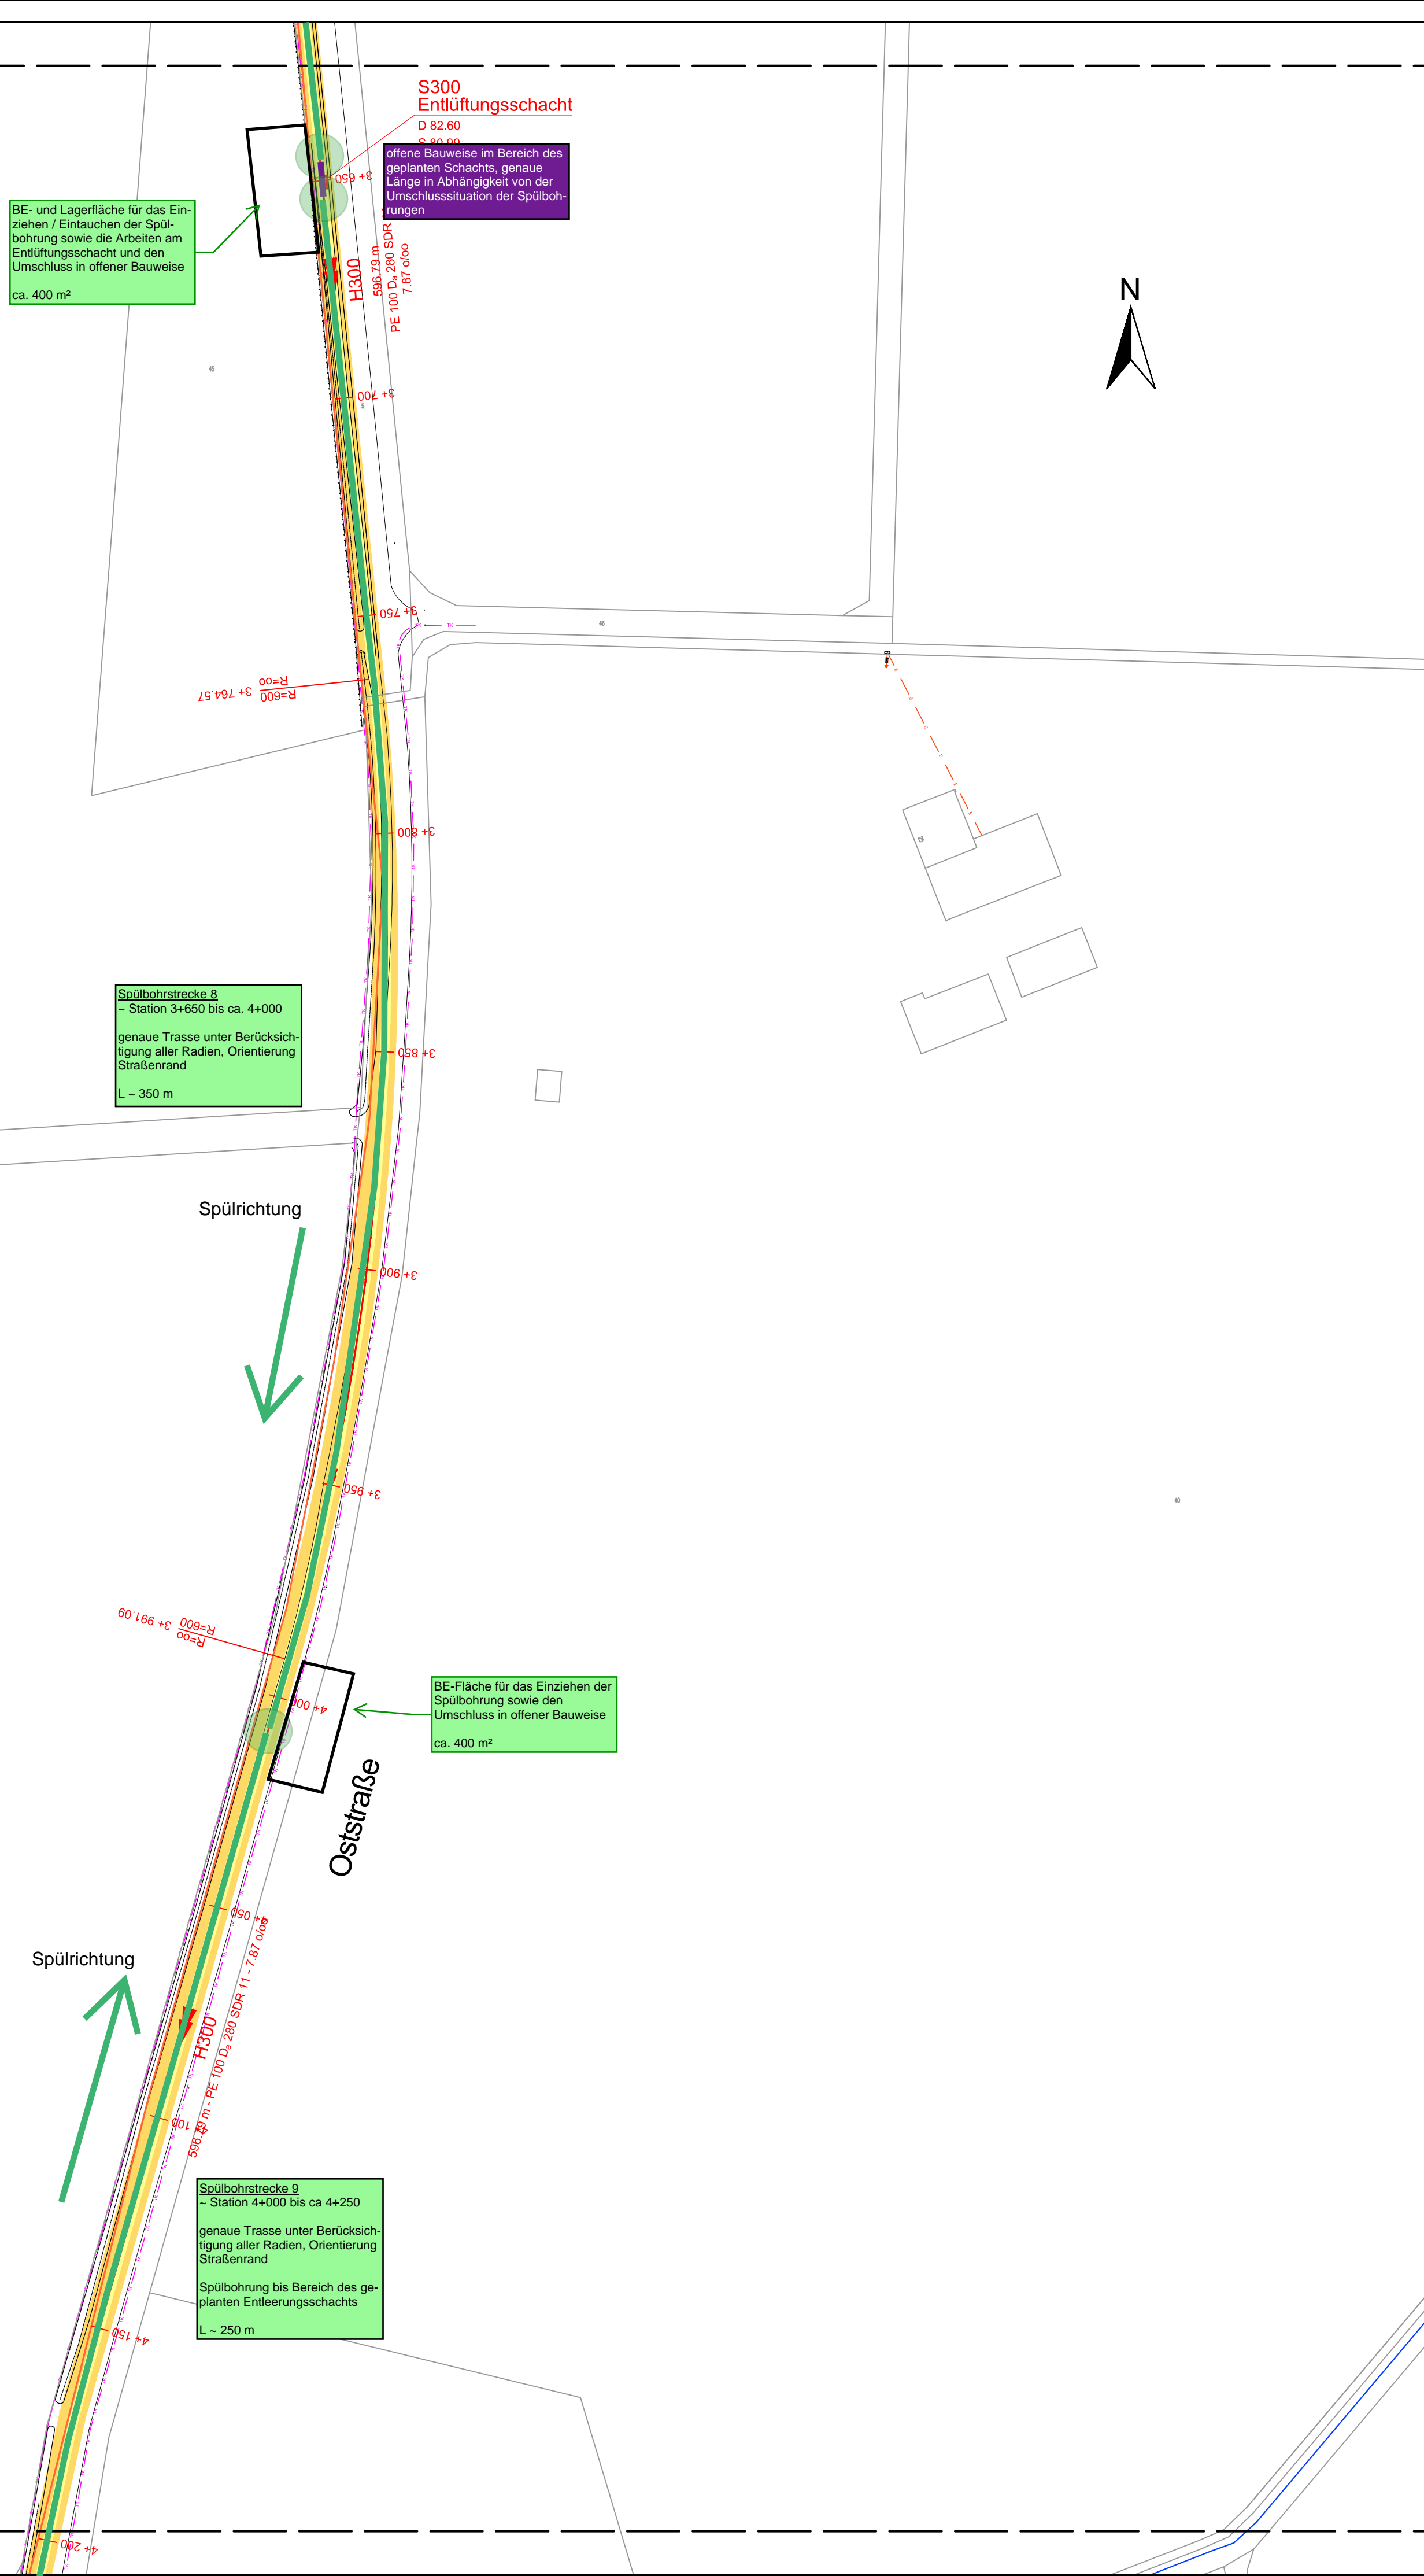 S300
Entlüftungsschacht
D 82.60
S 80.99
offene Bauweise im Bereich des
geplanten Schachts, genaue
Länge in Abhängigkeit von der
Umschlusssituation der Spülboh-
rungen
3+ 650
BE- und Lagerfläche für das Ein-
ziehen / Eintauchen der Spül-
bohrung sowie die Arbeiten am
Entlüftungsschacht und den
Umschluss in offener Bauweise
ca. 400 m²
H300
596.79 m
PE 100 Dₐ 280 SDR
7.87 o/oo
N
45
3+ 700
5
3+ 750
48
R=oo
R=600
3+ 764.57
3+ 800
3+ 850
Spülbohrstrecke 8
~ Station 3+650 bis ca. 4+000
genaue Trasse unter Berücksich-
tigung aller Radien, Orientierung
Straßenrand
L ~ 350 m
Spülrichtung
3+ 900
3+ 950
40
R=600
R=oo
3+ 991.09
4+ 000
BE-Fläche für das Einziehen der
Spülbohrung sowie den
Umschluss in offener Bauweise
ca. 400 m²
Oststraße
4+ 050
Spülrichtung
H300
596.79 m - PE 100 Dₐ 280 SDR 11 - 7.87 o/oo
4+ 100
Spülbohrstrecke 9
~ Station 4+000 bis ca 4+250
genaue Trasse unter Berücksich-
tigung aller Radien, Orientierung
Straßenrand
Spülbohrung bis Bereich des ge-
planten Entleerungsschachts
L ~ 250 m
4+ 150
4+ 200